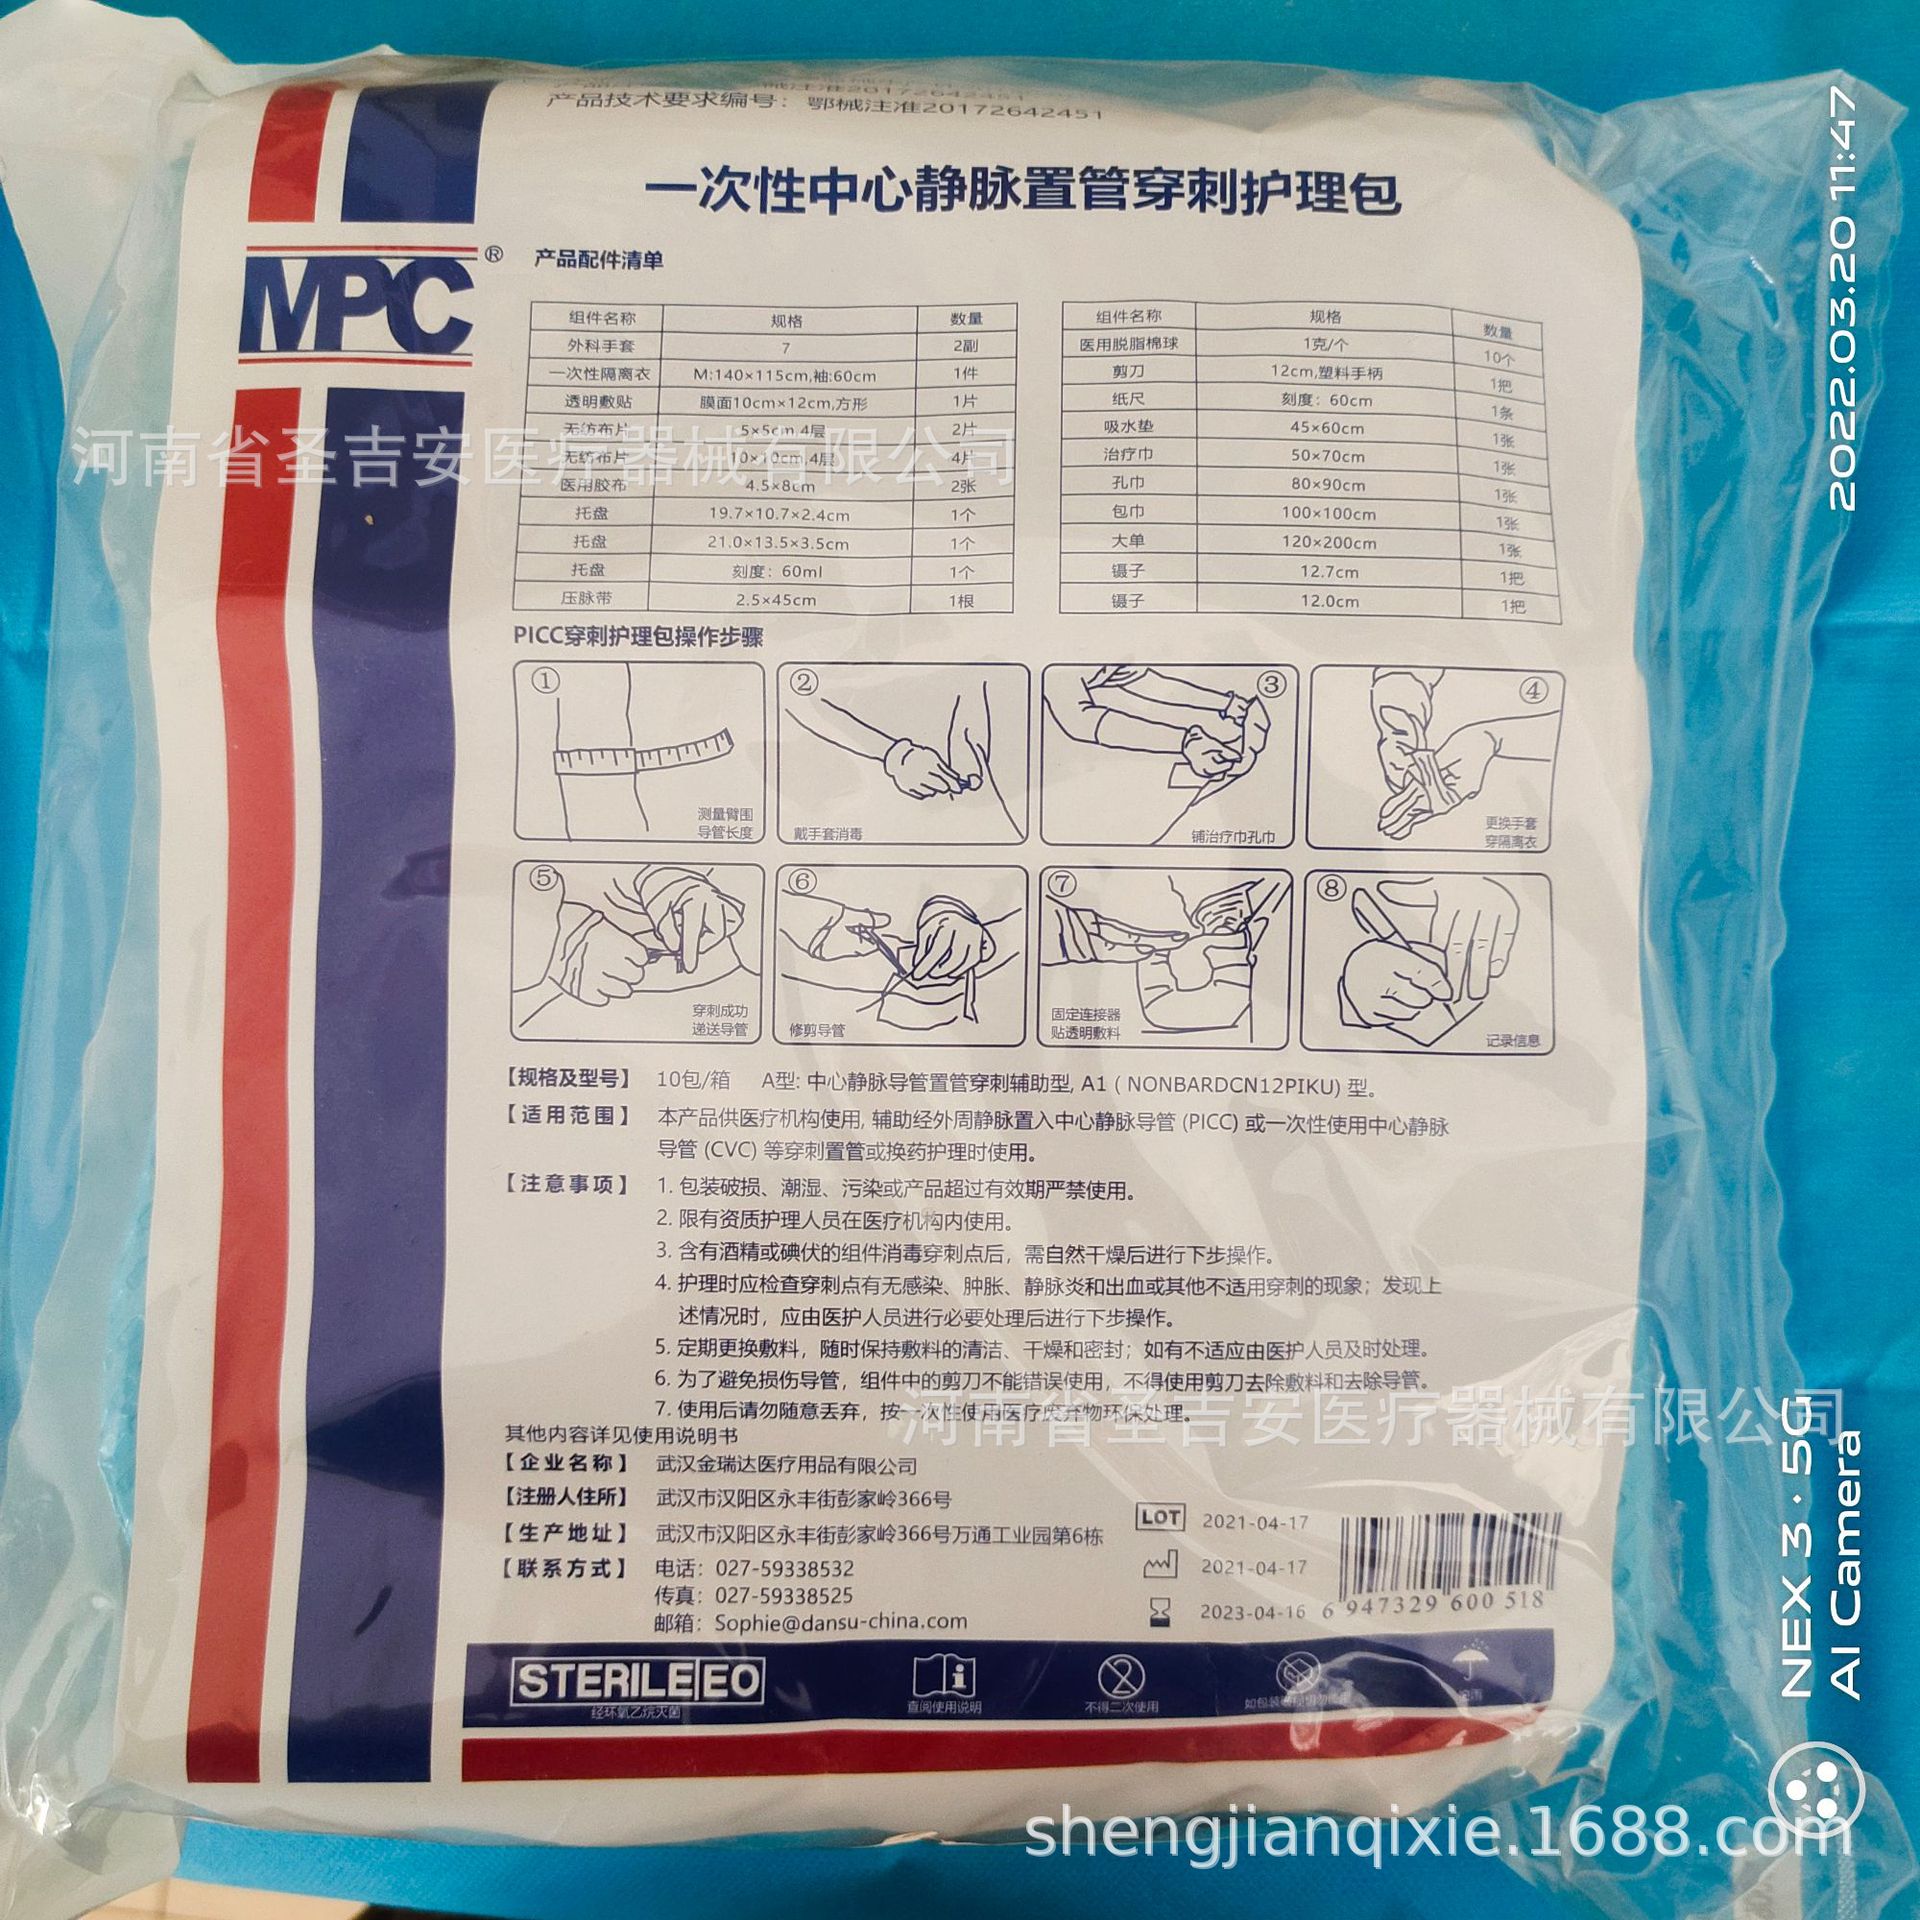 产品技术要求编号：鄂械注准20172642451
一次性中心静脉置管穿刺护理包
MPC®
产品配件清单
组件名称 规格 数量
外科手套 7 2副
一次性隔离衣 M:140×115cm,袖:60cm 1件
透明敷贴 膜面10cm×12cm,方形 1片
无纺布片 5×5cm,4层 2片
无纺布片 10×10cm,4层 4片
医用胶布 4.5×8cm 2张
托盘 19.7×10.7×2.4cm 1个
托盘 21.0×13.5×3.5cm 1个
托盘 刻度：60ml 1个
压脉带 2.5×45cm 1根
组件名称 规格 数量
医用脱脂棉球 1克/个 10个
剪刀 12cm,塑料手柄 1把
纸尺 刻度：60cm 1条
吸水垫 45×60cm 1张
治疗巾 50×70cm 1张
孔巾 80×90cm 1张
包巾 100×100cm 1张
大单 120×200cm 1张
镊子 12.7cm 1把
镊子 12.0cm 1把
河南省圣吉安医疗器械有限公司
PICC穿刺护理包操作步骤
①
测量臂围
导管长度
②
戴手套消毒
③
铺治疗巾孔巾
④
更换手套
穿隔离衣
⑤
穿刺成功
递送导管
⑥
修剪导管
⑦
固定连接器
贴透明敷料
⑧
记录信息
【规格及型号】 10包/箱 A型: 中心静脉导管置管穿刺辅助型, A1 ( NONBARDCN12PIKU) 型。
【适用范围】 本产品供医疗机构使用, 辅助经外周静脉置入中心静脉导管 (PICC) 或一次性使用中心静脉
导管 (CVC) 等穿刺置管或换药护理时使用。
【注意事项】 1. 包装破损、潮湿、污染或产品超过有效期严禁使用。
2. 限有资质护理人员在医疗机构内使用。
3. 含有酒精或碘伏的组件消毒穿刺点后，需自然干燥后进行下步操作。
4. 护理时应检查穿刺点有无感染、肿胀、静脉炎和出血或其他不适用穿刺的现象；发现上
述情况时，应由医护人员进行必要处理后进行下步操作。
5. 定期更换敷料，随时保持敷料的清洁、干燥和密封；如有不适应由医护人员及时处理。
6. 为了避免损伤导管，组件中的剪刀不能错误使用，不得使用剪刀去除敷料和去除导管。
7. 使用后请勿随意丢弃，按一次性使用医疗废弃物环保处理。
河南省圣吉安医疗器械有限公司
其他内容详见使用说明书
【企业名称】 武汉金瑞达医疗用品有限公司
【注册人住所】 武汉市汉阳区永丰街彭家岭366号
【生产地址】 武汉市汉阳区永丰街彭家岭366号万通工业园第6栋
【联系方式】 电话：027-59338532
传真：027-59338525
邮箱：Sophie@dansu-china.com
LOT 2021-04-17
2021-04-17
2023-04-16
6 947329 600 518
STERILE EO
经环氧乙烷灭菌
查阅使用说明
不得二次使用
2022.03.20 11:47
NEX 3 · 5G
AI Camera
shengjianqixie.1688.com